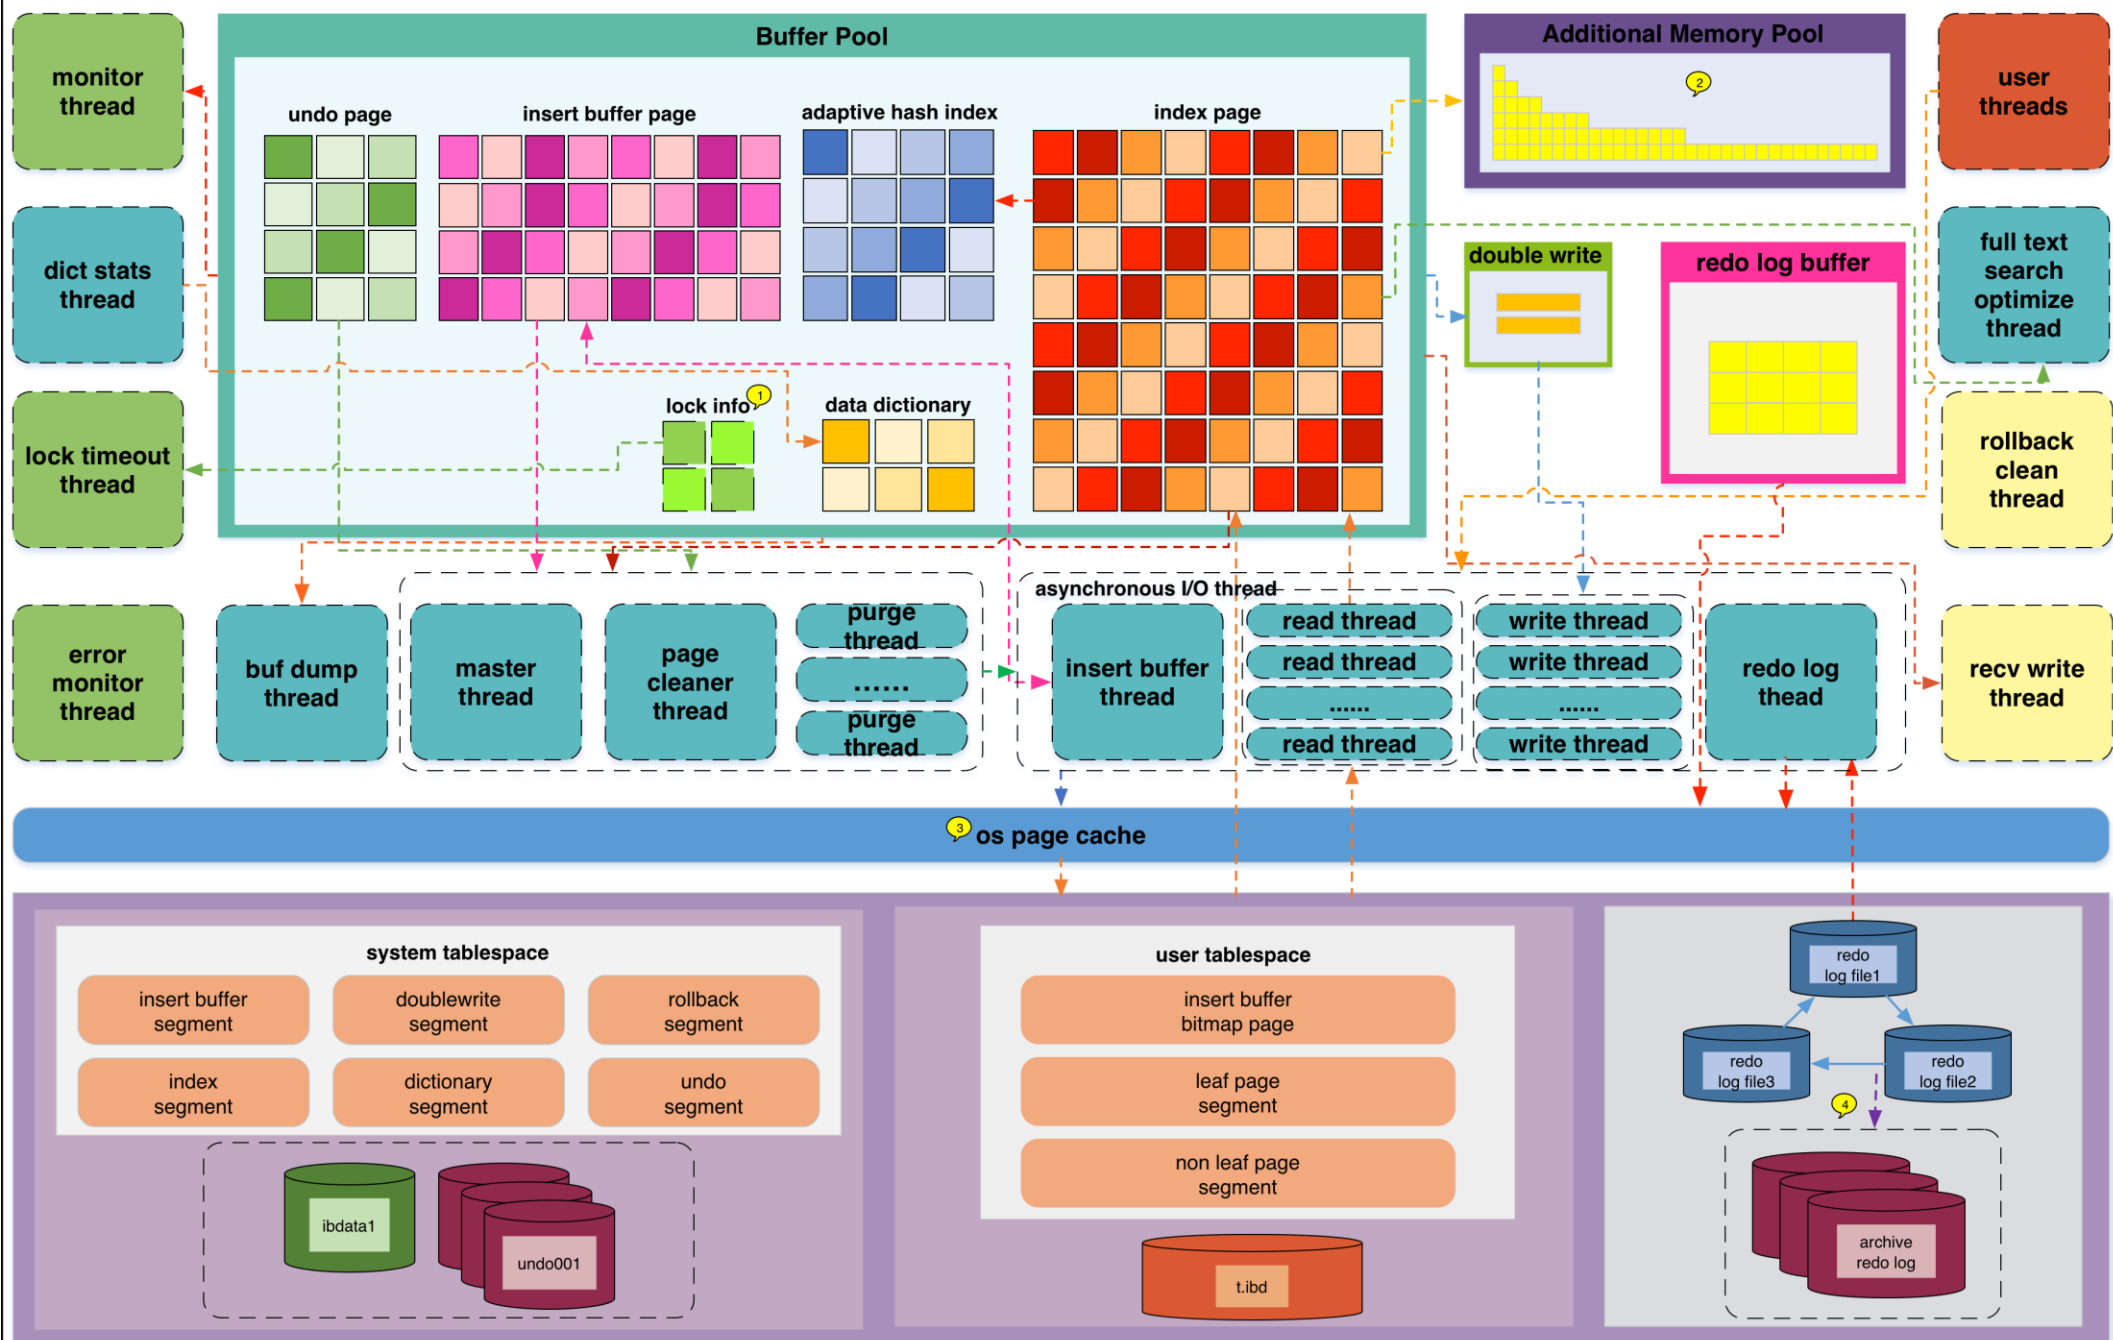 monitor
thread
Buffer Pool
Additional Memory Pool
2
user
threads
undo page
insert buffer page
adaptive hash index
index page
dict stats
thread
double write
redo log buffer
full text
search
optimize
thread
lock timeout
thread
lock info
1
data dictionary
rollback
clean
thread
error
monitor
thread
buf dump
thread
master
thread
page
cleaner
thread
purge
thread
......
purge
thread
asynchronous I/O thread
insert buffer
thread
read thread
read thread
......
read thread
write thread
write thread
......
write thread
redo log
thead
recv write
thread
3
os page cache
system tablespace
insert buffer
segment
doublewrite
segment
rollback
segment
index
segment
dictionary
segment
undo
segment
ibdata1
undo001
user tablespace
insert buffer
bitmap page
leaf page
segment
non leaf page
segment
t.ibd
redo
log file1
redo
log file3
redo
log file2
4
archive
redo log